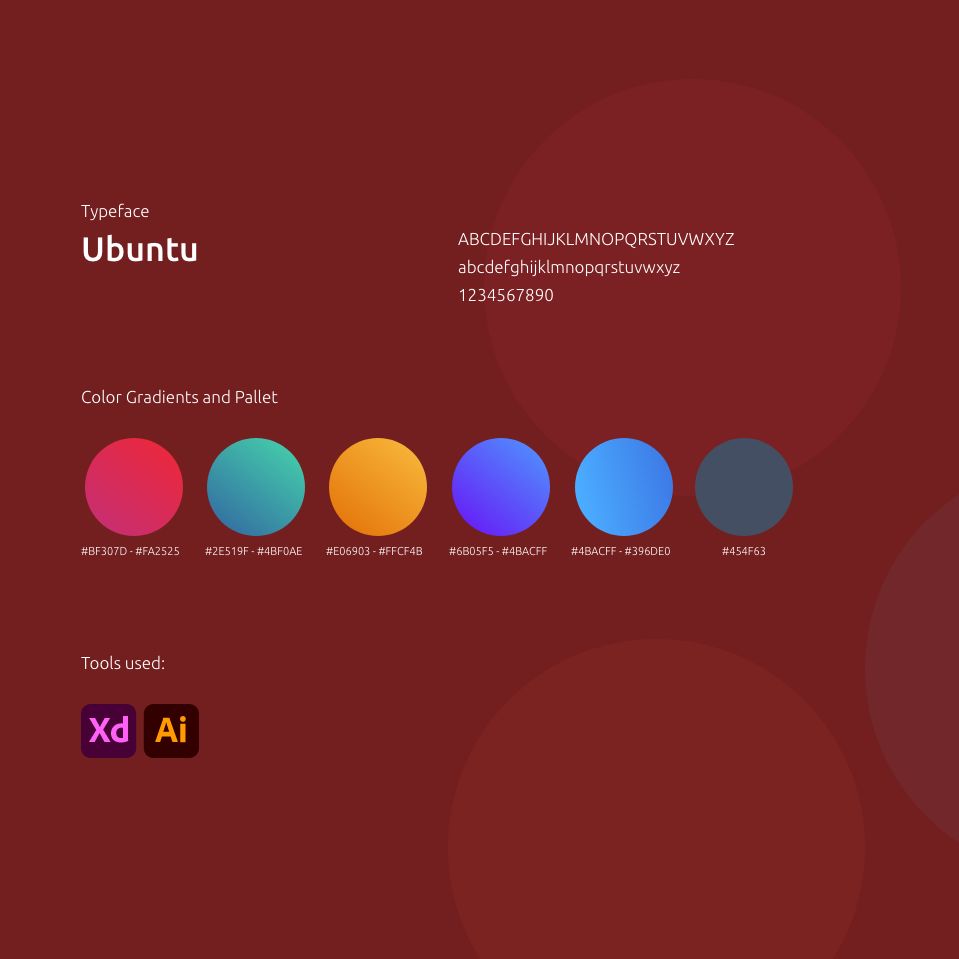 Typeface
Ubuntu
ABCDEFGHIJKLMNOPQRSTUVWXYZ
abcdefghijklmnopqrstuvwxyz
1234567890
Color Gradients and Pallet
#BF307D - #FA2525
#2E519F - #4BF0AE
#E06903 - #FFCF4B
#6B05F5 - #4BACFF
#4BACFF - #396DE0
#454F63
Tools used:
Xd
Ai